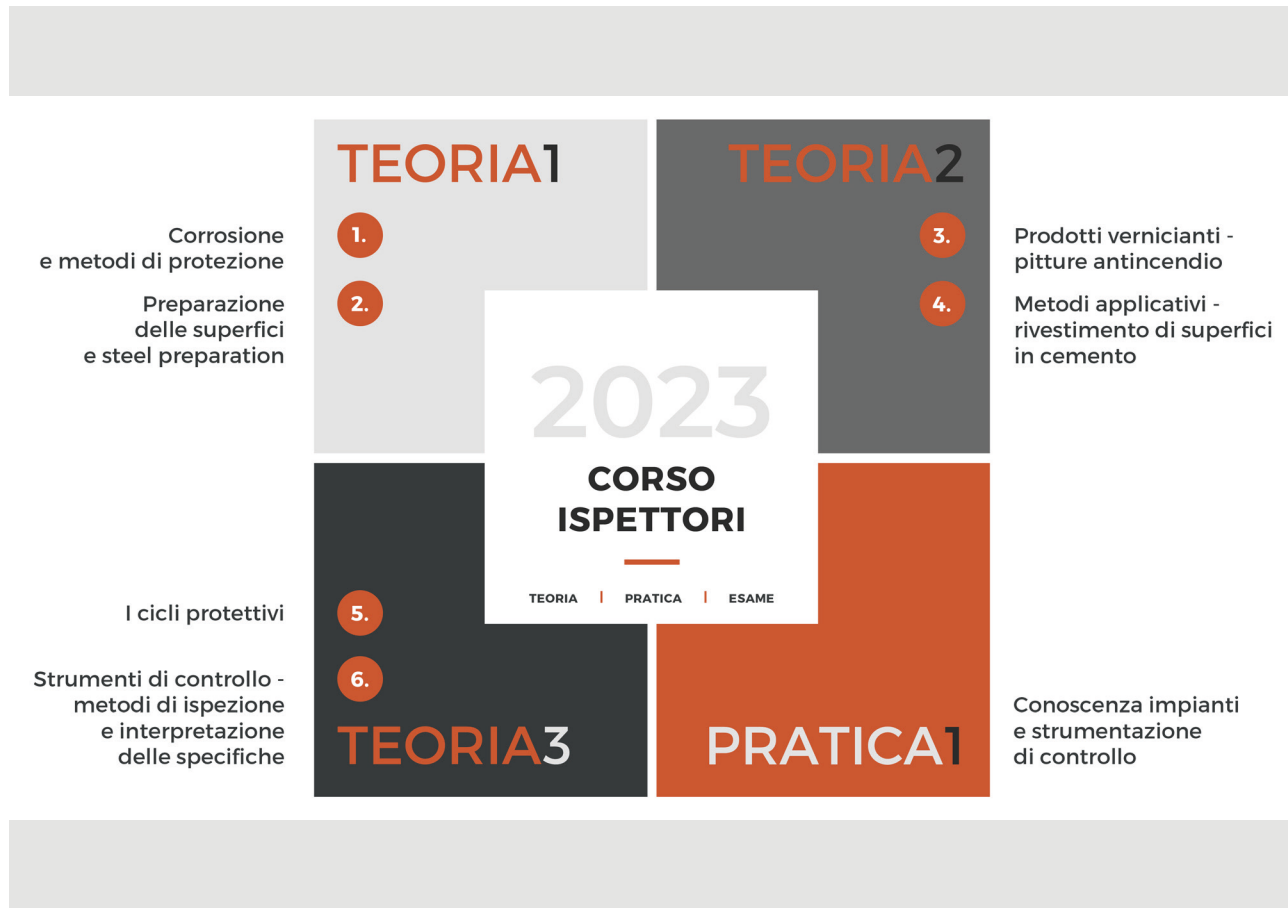 TEORIA1
1.
Corrosione
e metodi di protezione
2.
Preparazione
delle superfici
e steel preparation
TEORIA2
3.
Prodotti vernicianti -
pitture antincendio
4.
Metodi applicativi -
rivestimento di superfici
in cemento
2023
CORSO
ISPETTORI
TEORIA | PRATICA | ESAME
5.
I cicli protettivi
6.
Strumenti di controllo -
metodi di ispezione
e interpretazione
delle specifiche
TEORIA3
PRATICA1
Conoscenza impianti
e strumentazione
di controllo